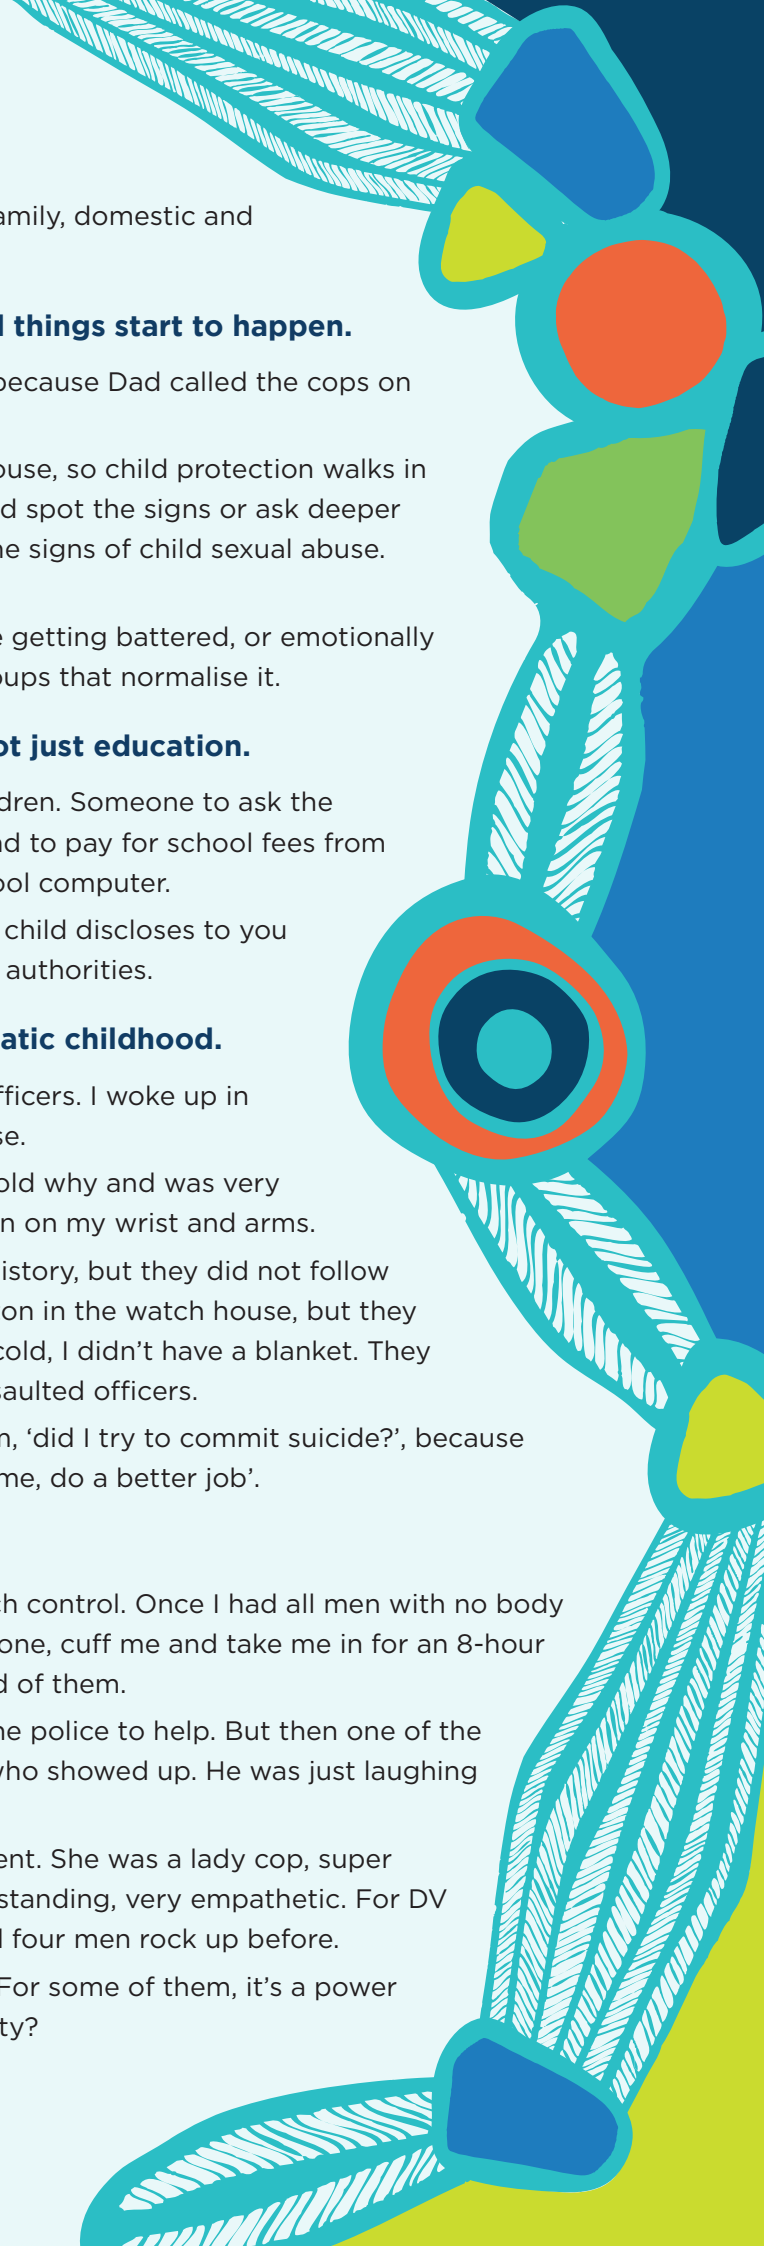 amily, domestic and
things start to happen.
because Dad called the cops on
ouse, so child protection walks in
d spot the signs or ask deeper
he signs of child sexual abuse.
e getting battered, or emotionally
oups that normalise it.
ot just education.
dren. Someone to ask the
nd to pay for school fees from
ool computer.
child discloses to you
authorities.
atic childhood.
fficers. I woke up in
se.
old why and was very
n on my wrist and arms.
istory, but they did not follow
on in the watch house, but they
cold, I didn’t have a blanket. They
saulted officers.
m, ‘did I try to commit suicide?’, because
me, do a better job’.
ch control. Once I had all men with no body
one, cuff me and take me in for an 8-hour
d of them.
he police to help. But then one of the
who showed up. He was just laughing
ent. She was a lady cop, super
standing, very empathetic. For DV
four men rock up before.
For some of them, it’s a power
ty?